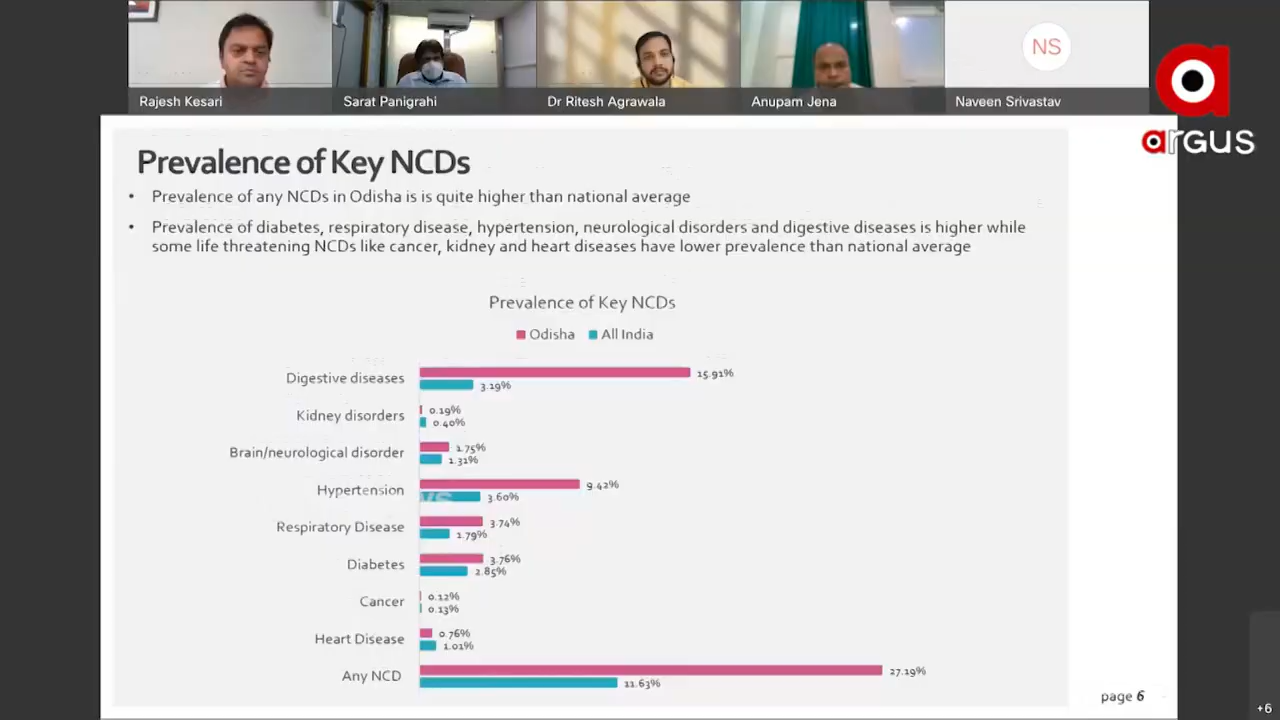 NS
Rajesh Kesari
Sarat Panigrahi
Dr Ritesh Agrawala
Anupam Jena
Naveen Srivastav
argus
Prevalence of Key NCDs
• Prevalence of any NCDs in Odisha is is quite higher than national average
• Prevalence of diabetes, respiratory disease, hypertension, neurological disorders and digestive diseases is higher while
some life threatening NCDs like cancer, kidney and heart diseases have lower prevalence than national average
Prevalence of Key NCDs
Odisha All India
Digestive diseases 15.91%
3.19%
Kidney disorders 0.19%
0.40%
Brain/neurological disorder 1.75%
1.31%
Hypertension 9.42%
3.60%
Respiratory Disease 3.74%
1.79%
Diabetes 3.76%
2.85%
Cancer 0.12%
0.13%
Heart Disease 0.76%
1.01%
Any NCD 27.19%
11.63%
page 6
+6